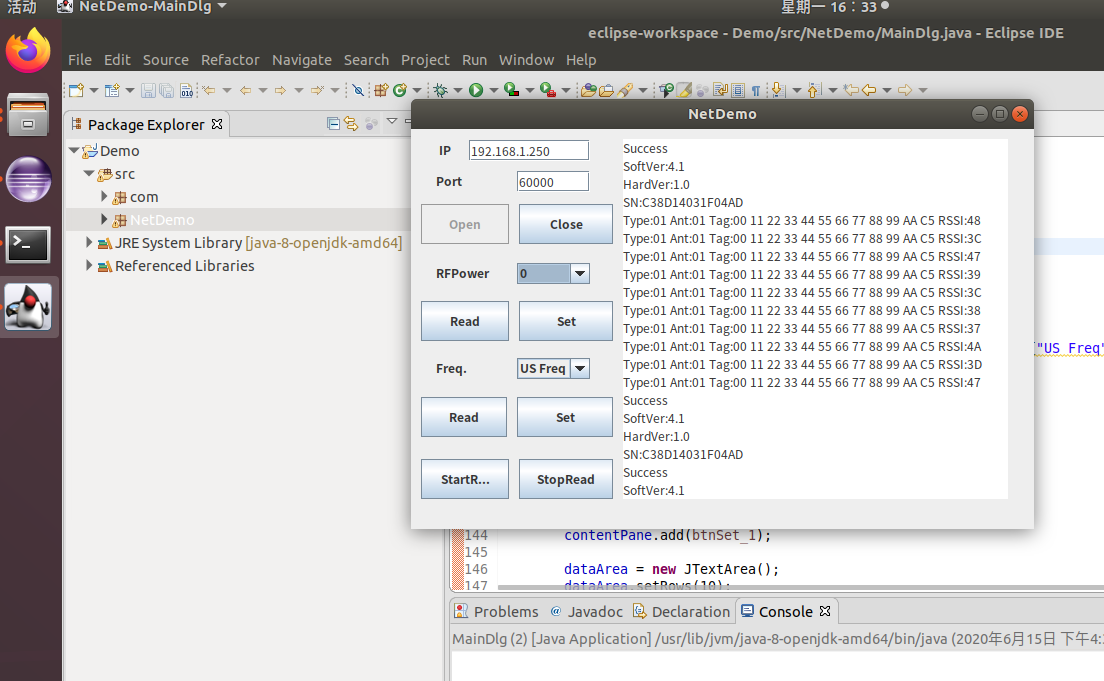 活动 NetDemo-MainDlg 星期一 16：33
eclipse-workspace - Demo/src/NetDemo/MainDlg.java - Eclipse IDE
File Edit Source Refactor Navigate Search Project Run Window Help
Package Explorer
Demo
src
com
NetDemo
JRE System Library [java-8-openjdk-amd64]
Referenced Libraries
NetDemo
IP 192.168.1.250
Port 60000
Open Close
RFPower 0
Read Set
Freq. US Freq
Read Set
StartR... StopRead
Success
SoftVer:4.1
HardVer:1.0
SN:C38D14031F04AD
Type:01 Ant:01 Tag:00 11 22 33 44 55 66 77 88 99 AA C5 RSSI:48
Type:01 Ant:01 Tag:00 11 22 33 44 55 66 77 88 99 AA C5 RSSI:3C
Type:01 Ant:01 Tag:00 11 22 33 44 55 66 77 88 99 AA C5 RSSI:47
Type:01 Ant:01 Tag:00 11 22 33 44 55 66 77 88 99 AA C5 RSSI:39
Type:01 Ant:01 Tag:00 11 22 33 44 55 66 77 88 99 AA C5 RSSI:3C
Type:01 Ant:01 Tag:00 11 22 33 44 55 66 77 88 99 AA C5 RSSI:38
Type:01 Ant:01 Tag:00 11 22 33 44 55 66 77 88 99 AA C5 RSSI:37
Type:01 Ant:01 Tag:00 11 22 33 44 55 66 77 88 99 AA C5 RSSI:4A
Type:01 Ant:01 Tag:00 11 22 33 44 55 66 77 88 99 AA C5 RSSI:3D
Type:01 Ant:01 Tag:00 11 22 33 44 55 66 77 88 99 AA C5 RSSI:47
Success
SoftVer:4.1
HardVer:1.0
SN:C38D14031F04AD
Success
SoftVer:4.1
"US Freq"
144 contentPane.add(btnSet_1);
145
146 dataArea = new JTextArea();
147 dataArea.setRows(10);
Problems @ Javadoc Declaration Console
MainDlg (2) [Java Application] /usr/lib/jvm/java-8-openjdk-amd64/bin/java (2020年6月15日 下午4: